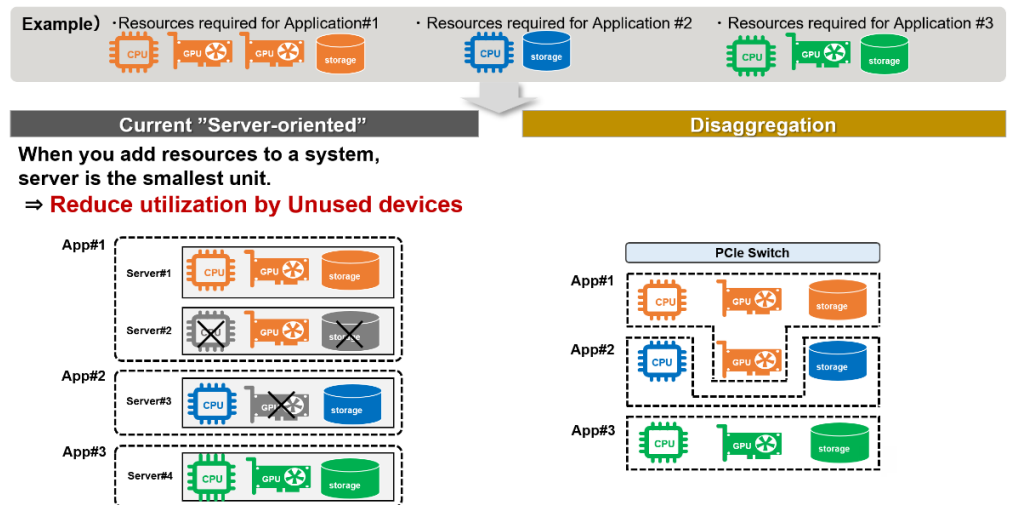 Example） ・Resources required for Application#1 ・Resources required for Application #2 ・Resources required for Application #3
CPU GPU GPU storage CPU storage CPU GPU storage
Current ”Server-oriented”
When you add resources to a system,
server is the smallest unit.
⇒ Reduce utilization by Unused devices
App#1
Server#1 CPU GPU storage
Server#2 CPU GPU storage
App#2
Server#3 CPU GPU storage
App#3
Server#4 CPU GPU storage
Disaggregation
PCIe Switch
App#1
CPU GPU storage
App#2
CPU GPU storage
App#3
CPU GPU storage